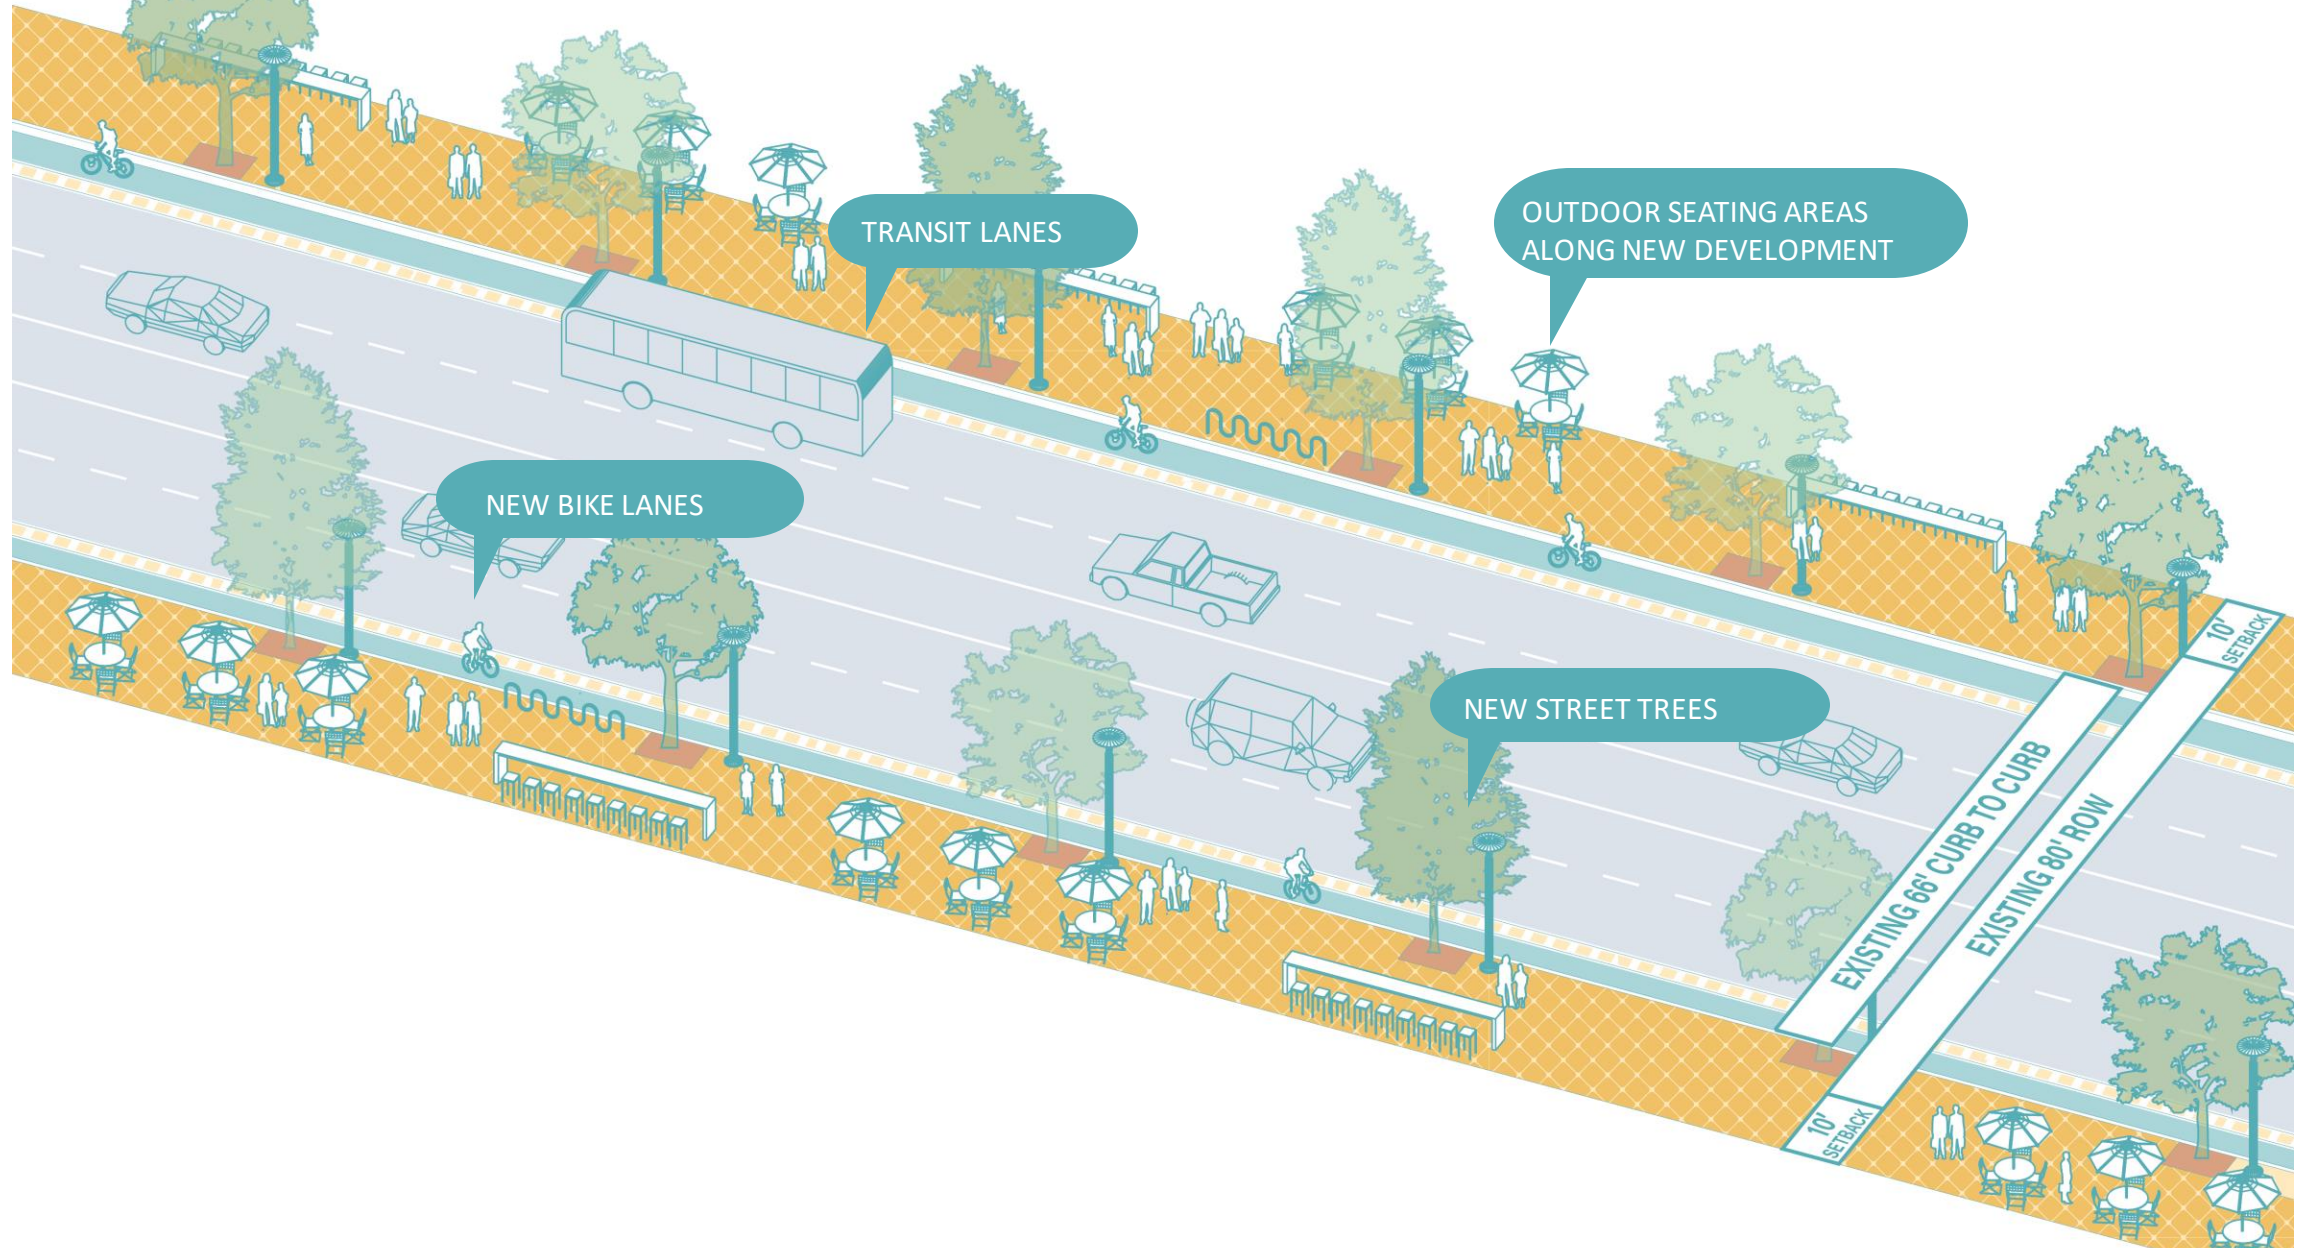 TRANSIT LANES
OUTDOOR SEATING AREAS
ALONG NEW DEVELOPMENT
NEW BIKE LANES
NEW STREET TREES
10'
SETBACK
EXISTING 66' CURB TO CURB
EXISTING 80' ROW
10'
SETBACK